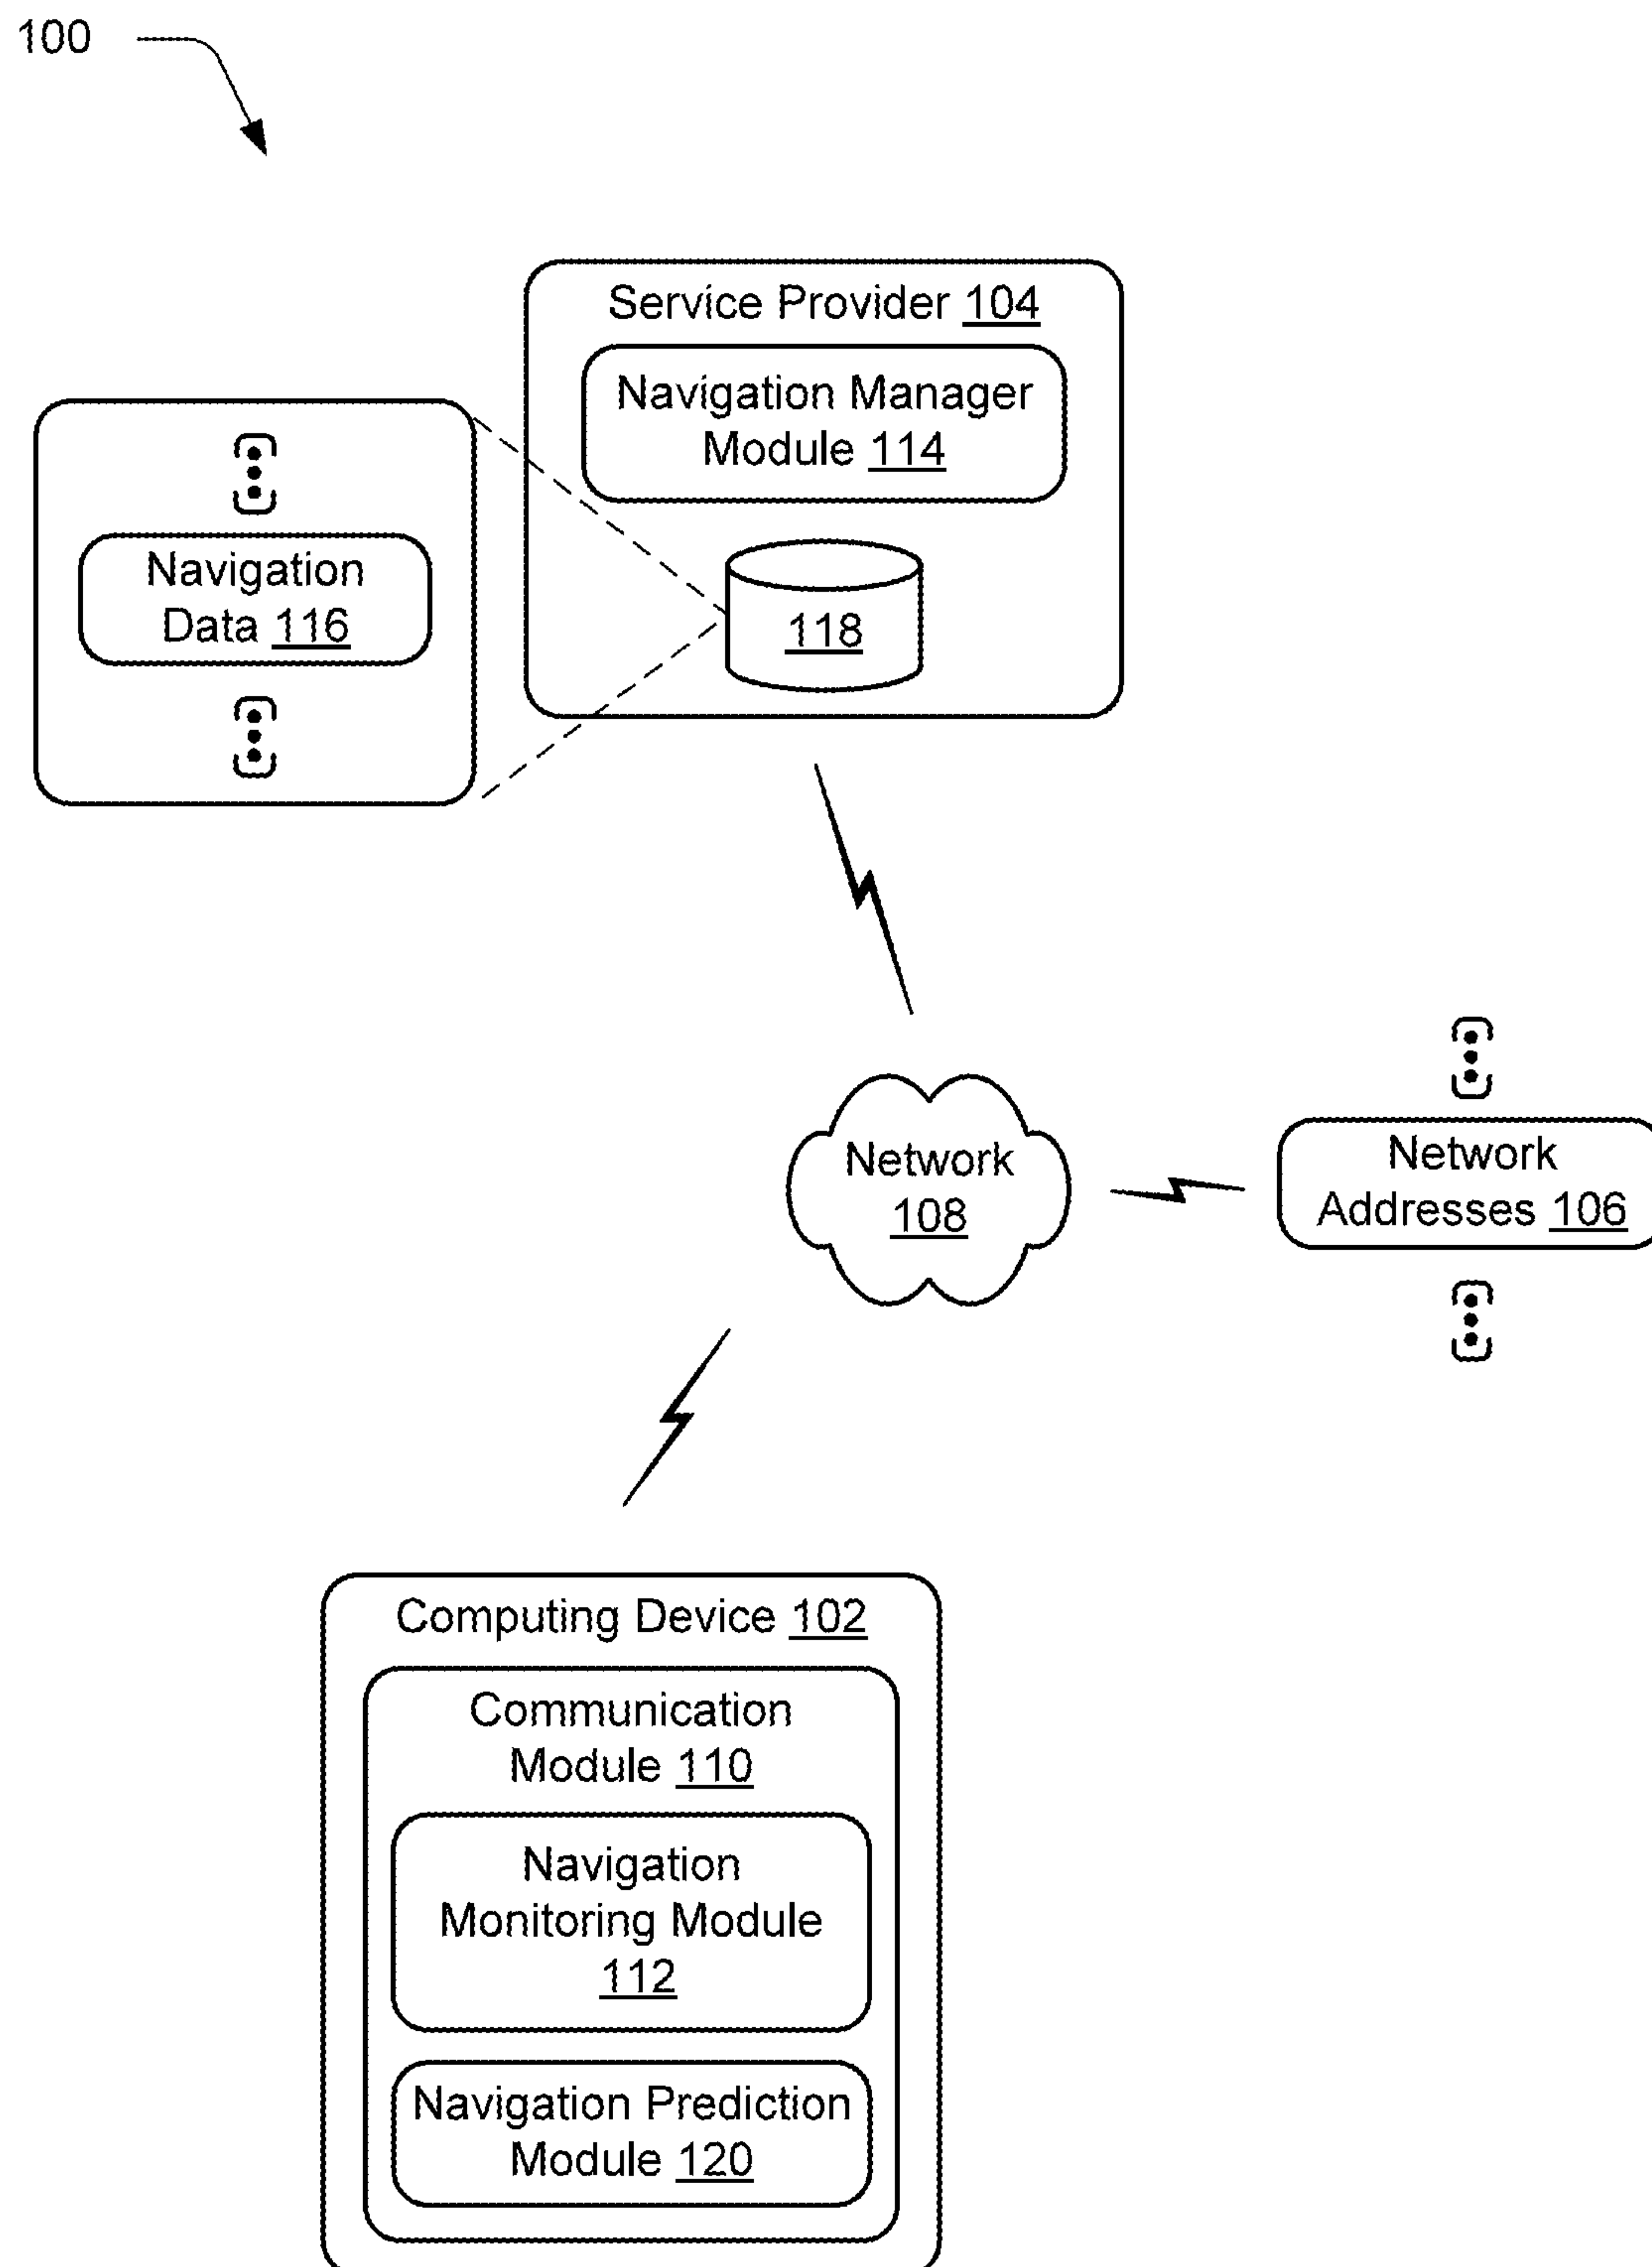 100
Service Provider 104
Navigation Manager
Module 114
Navigation
Data 116
118
Network
108
Network
Addresses 106
Computing Device 102
Communication
Module 110
Navigation
Monitoring Module
112
Navigation Prediction
Module 120